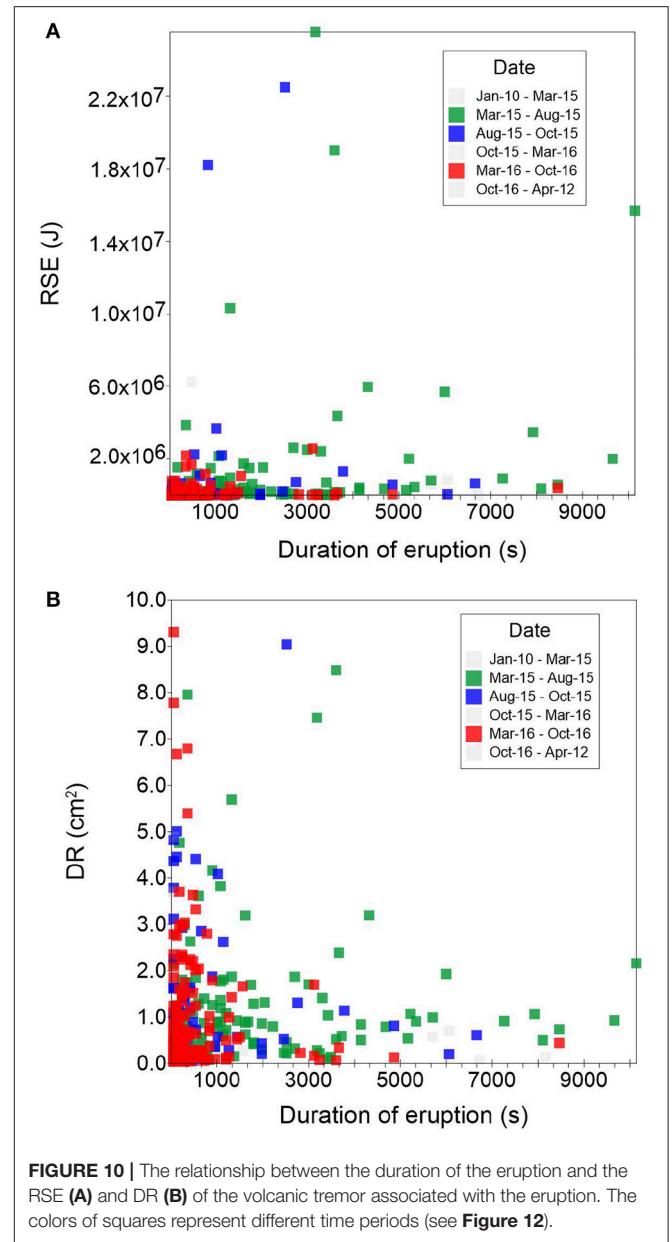 A
Date
Jan-10 - Mar-15
Mar-15 - Aug-15
Aug-15 - Oct-15
Oct-15 - Mar-16
Mar-16 - Oct-16
Oct-16 - Apr-12
2.2x10⁷
1.8x10⁷
1.4x10⁷
1.0x10⁷
6.0x10⁶
2.0x10⁶
RSE (J)
1000 3000 5000 7000 9000
Duration of eruption (s)
B
Date
Jan-10 - Mar-15
Mar-15 - Aug-15
Aug-15 - Oct-15
Oct-15 - Mar-16
Mar-16 - Oct-16
Oct-16 - Apr-12
10.0
9.0
8.0
7.0
6.0
5.0
4.0
3.0
2.0
1.0
0.0
DR (cm²)
1000 3000 5000 7000 9000
Duration of eruption (s)
FIGURE 10 | The relationship between the duration of the eruption and the
RSE (A) and DR (B) of the volcanic tremor associated with the eruption. The
colors of squares represent different time periods (see Figure 12).